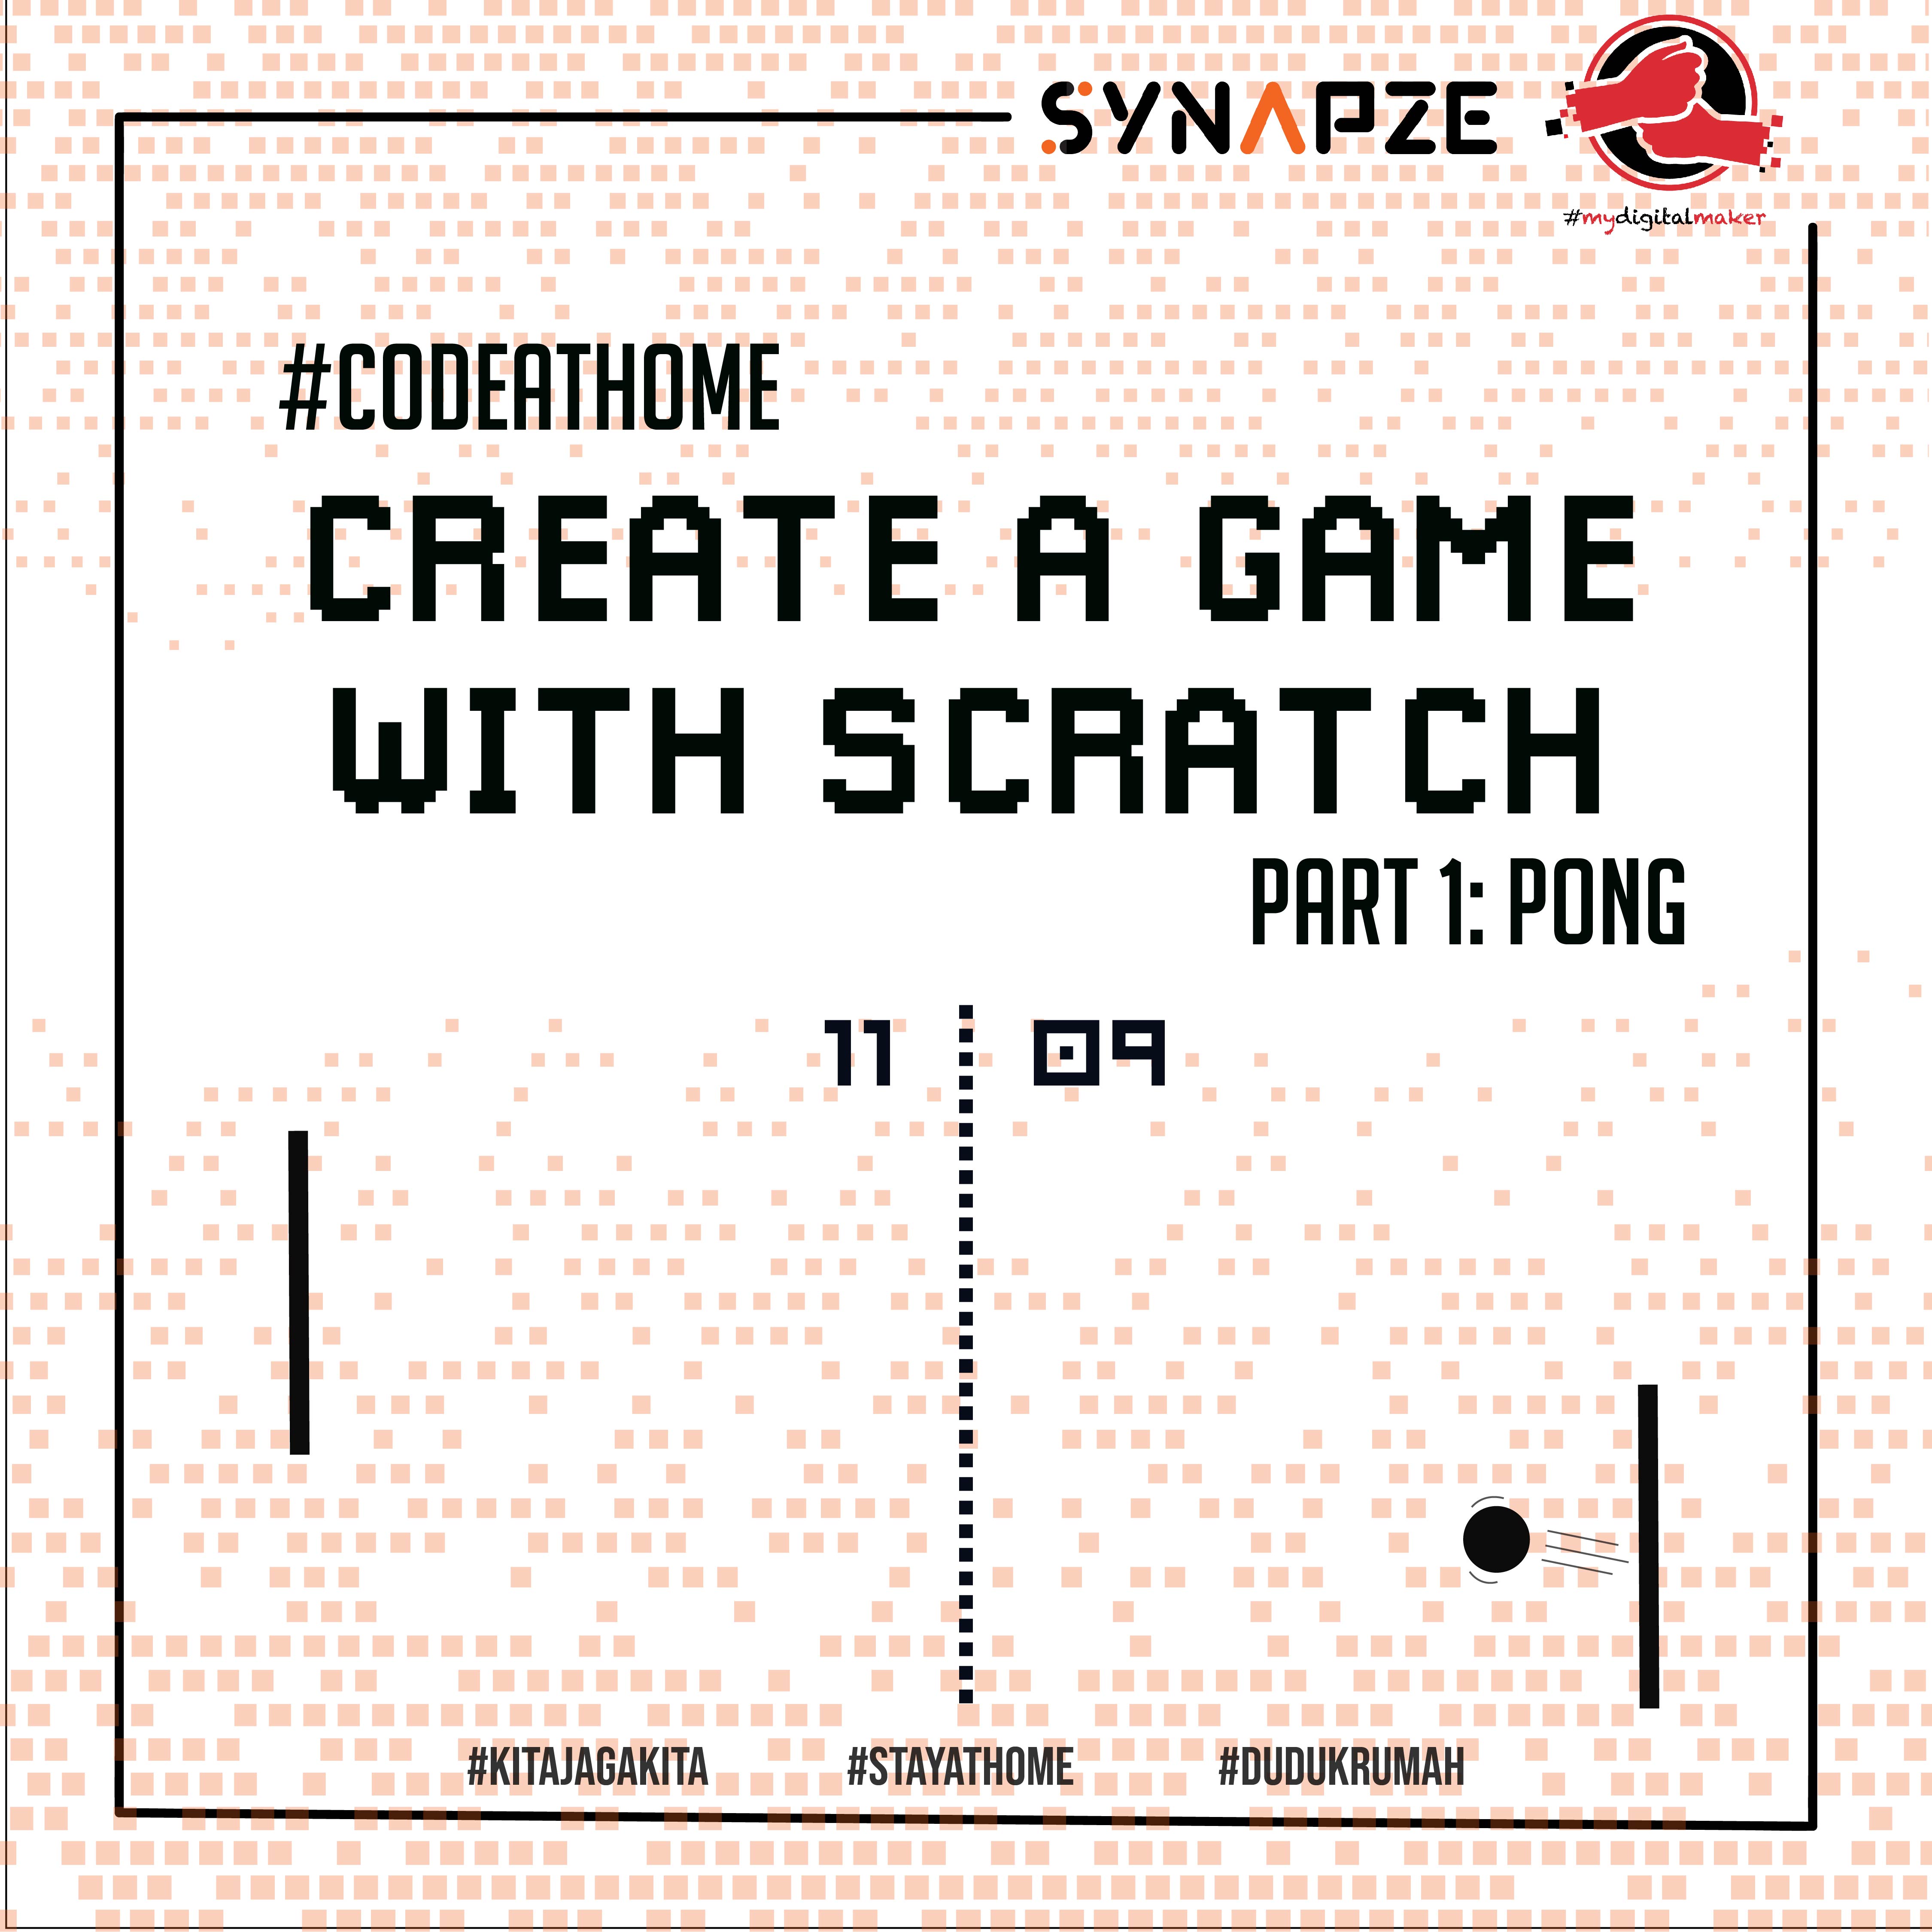 SYNAPZE
#mydigitalmaker
#CODEATHOME
CREATE A GAME
WITH SCRATCH
PART 1: PONG
11 09
#KITAJAGAKITA #STAYATHOME #DUDUKRUMAH